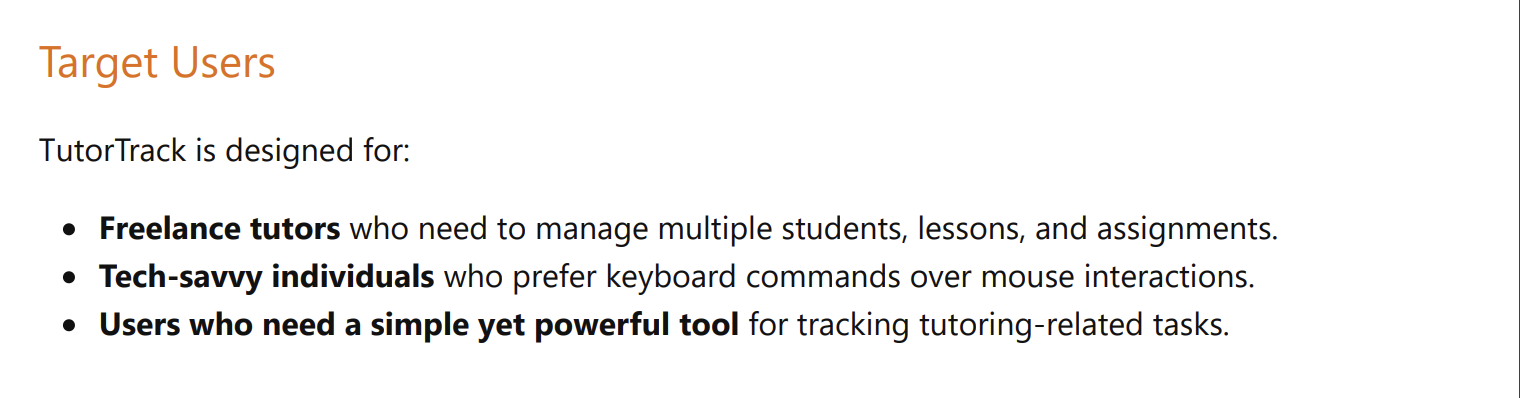 Target Users
TutorTrack is designed for:
• Freelance tutors who need to manage multiple students, lessons, and assignments.
• Tech-savvy individuals who prefer keyboard commands over mouse interactions.
• Users who need a simple yet powerful tool for tracking tutoring-related tasks.